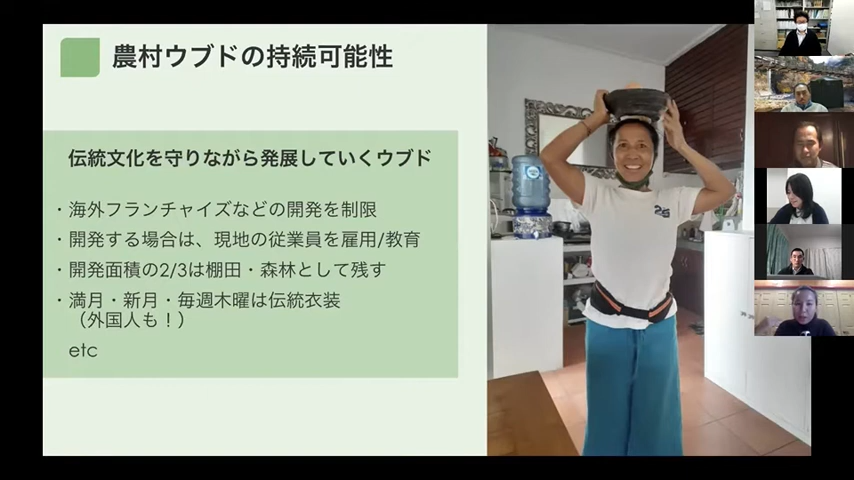 農村ウブドの持続可能性
伝統文化を守りながら発展していくウブド
・海外フランチャイズなどの開発を制限
・開発する場合は、現地の従業員を雇用/教育
・開発面積の2/3は棚田・森林として残す
・満月・新月・毎週木曜は伝統衣装
（外国人も！）
etc